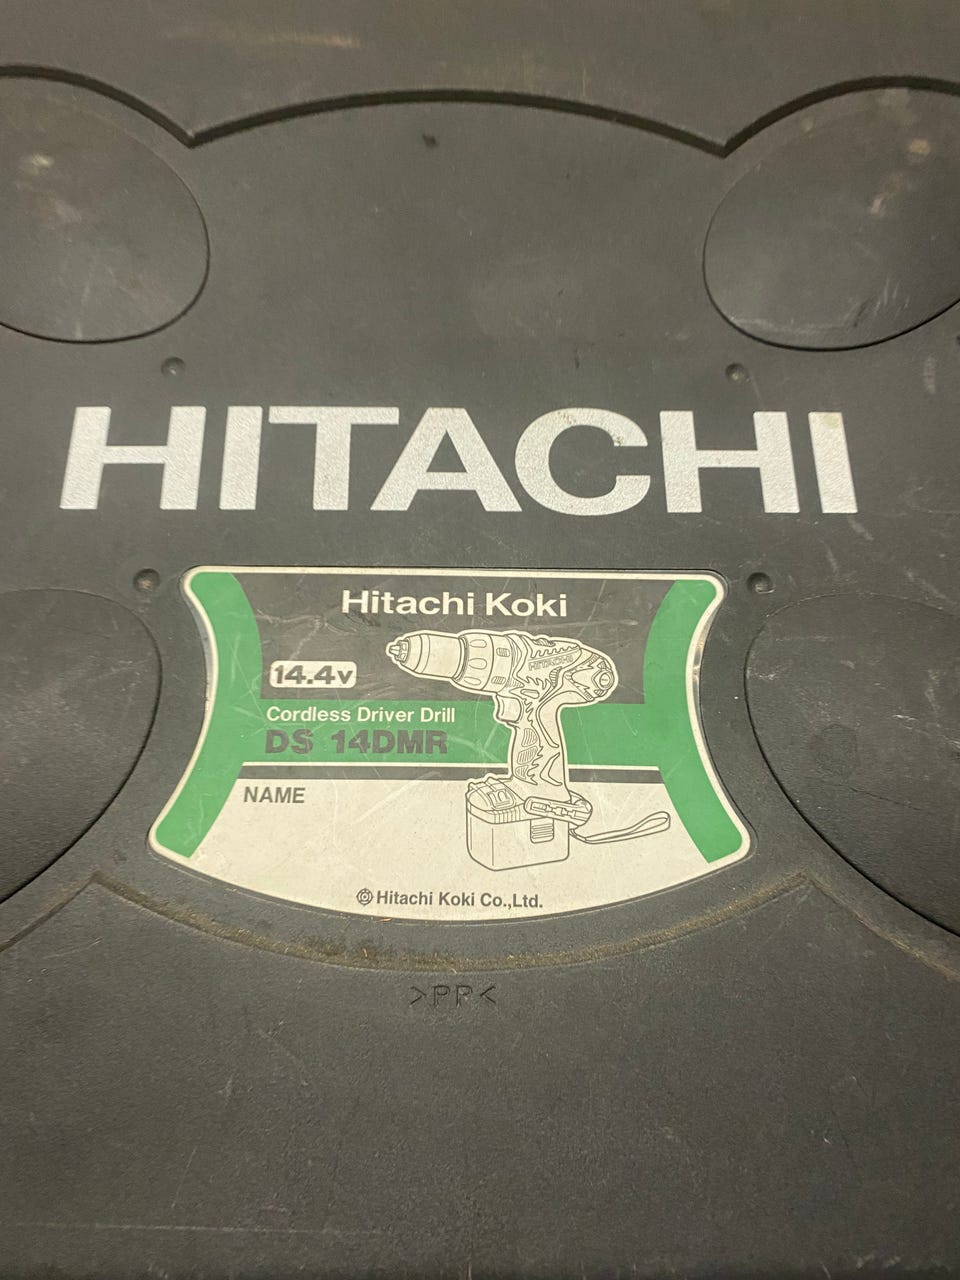 HITACHI
Hitachi Koki
HITACHI
14.4v
Cordless Driver Drill
DS 14DMR
NAME
Hitachi Koki Co.,Ltd.
>PP<